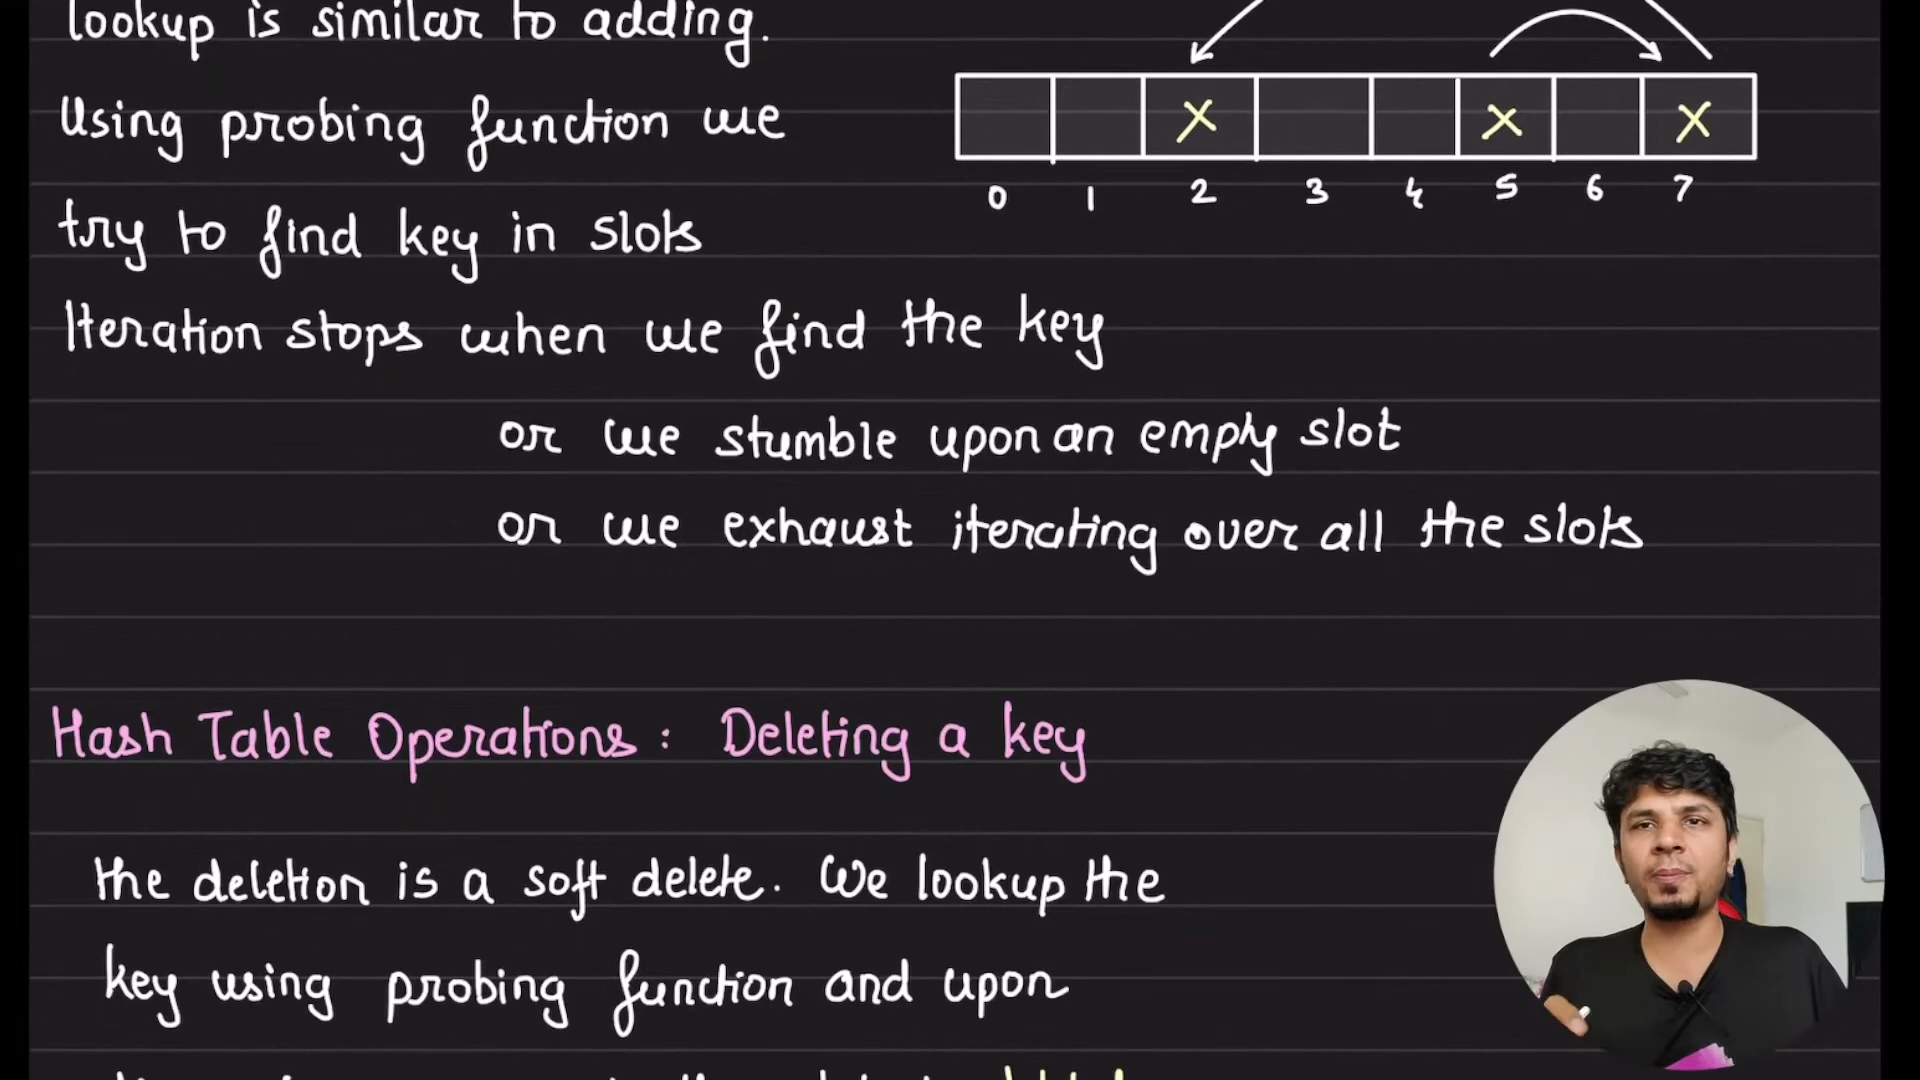 lookup is similar to adding.
Using probing function we
try to find key in slots
X X X
0 1 2 3 4 5 6 7
Iteration stops when we find the key
or we stumble upon an empty slot
or we exhaust iterating over all the slots
Hash Table Operations: Deleting a key
the deletion is a soft delete. We lookup the
key using probing function and upon